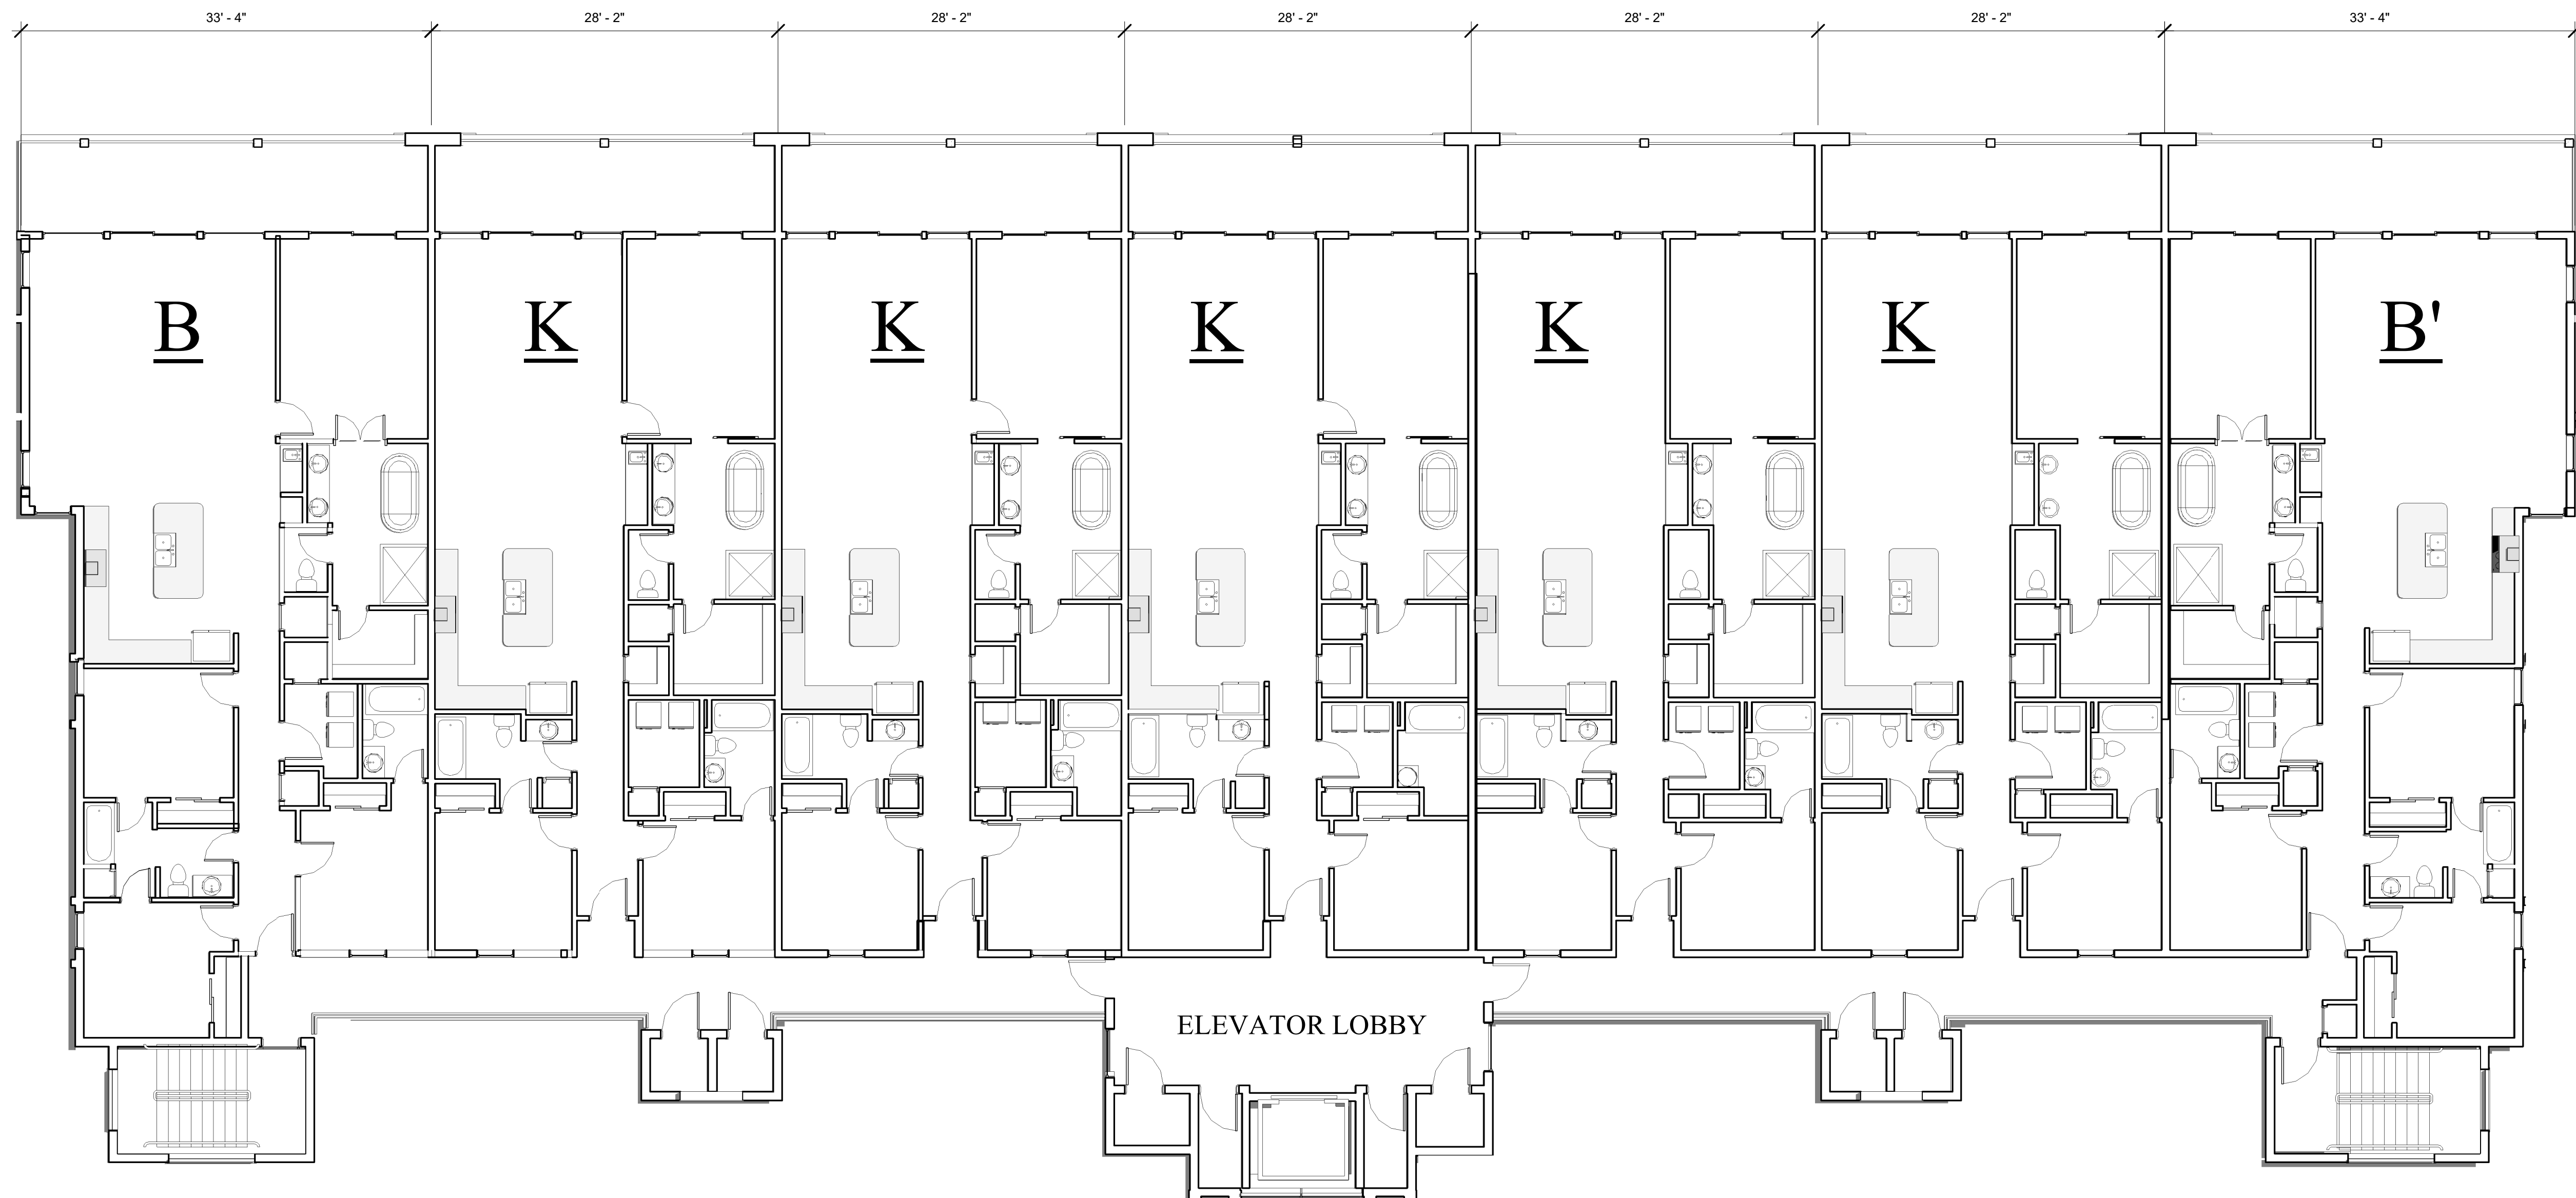 33' - 4" 28' - 2" 28' - 2" 28' - 2" 28' - 2" 28' - 2" 33' - 4"
B K K K K K B'
ELEVATOR LOBBY